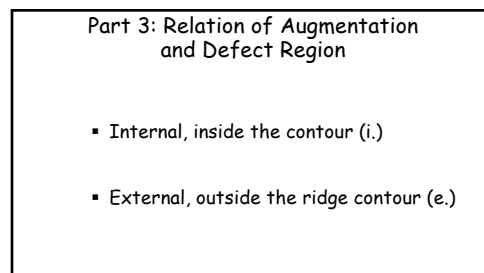 Part 3: Relation of Augmentation
and Defect Region
▪ Internal, inside the contour (i.)
▪ External, outside the ridge contour (e.)